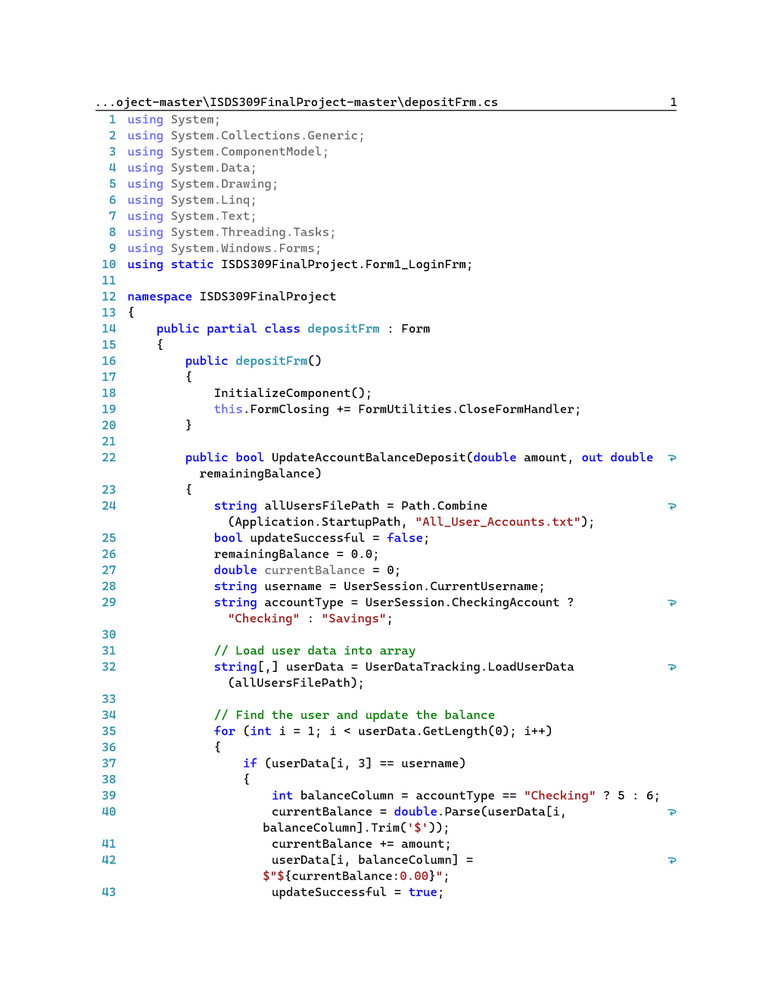 ...oject-master\ISDS309FinalProject-master\depositFrm.cs 1
1 using System;
2 using System.Collections.Generic;
3 using System.ComponentModel;
4 using System.Data;
5 using System.Drawing;
6 using System.Linq;
7 using System.Text;
8 using System.Threading.Tasks;
9 using System.Windows.Forms;
10 using static ISDS309FinalProject.Form1_LoginFrm;
11
12 namespace ISDS309FinalProject
13 {
14     public partial class depositFrm : Form
15     {
16         public depositFrm()
17         {
18             InitializeComponent();
19             this.FormClosing += FormUtilities.CloseFormHandler;
20         }
21
22         public bool UpdateAccountBalanceDeposit(double amount, out double
remainingBalance)
23         {
24             string allUsersFilePath = Path.Combine
(Application.StartupPath, "All_User_Accounts.txt");
25             bool updateSuccessful = false;
26             remainingBalance = 0.0;
27             double currentBalance = 0;
28             string username = UserSession.CurrentUsername;
29             string accountType = UserSession.CheckingAccount ?
"Checking" : "Savings";
30
31             // Load user data into array
32             string[,] userData = UserDataTracking.LoadUserData
(allUsersFilePath);
33
34             // Find the user and update the balance
35             for (int i = 1; i < userData.GetLength(0); i++)
36             {
37                 if (userData[i, 3] == username)
38                 {
39                     int balanceColumn = accountType == "Checking" ? 5 : 6;
40                     currentBalance = double.Parse(userData[i,
balanceColumn].Trim('$'));
41                     currentBalance += amount;
42                     userData[i, balanceColumn] =
$"${currentBalance:0.00}";
43                     updateSuccessful = true;